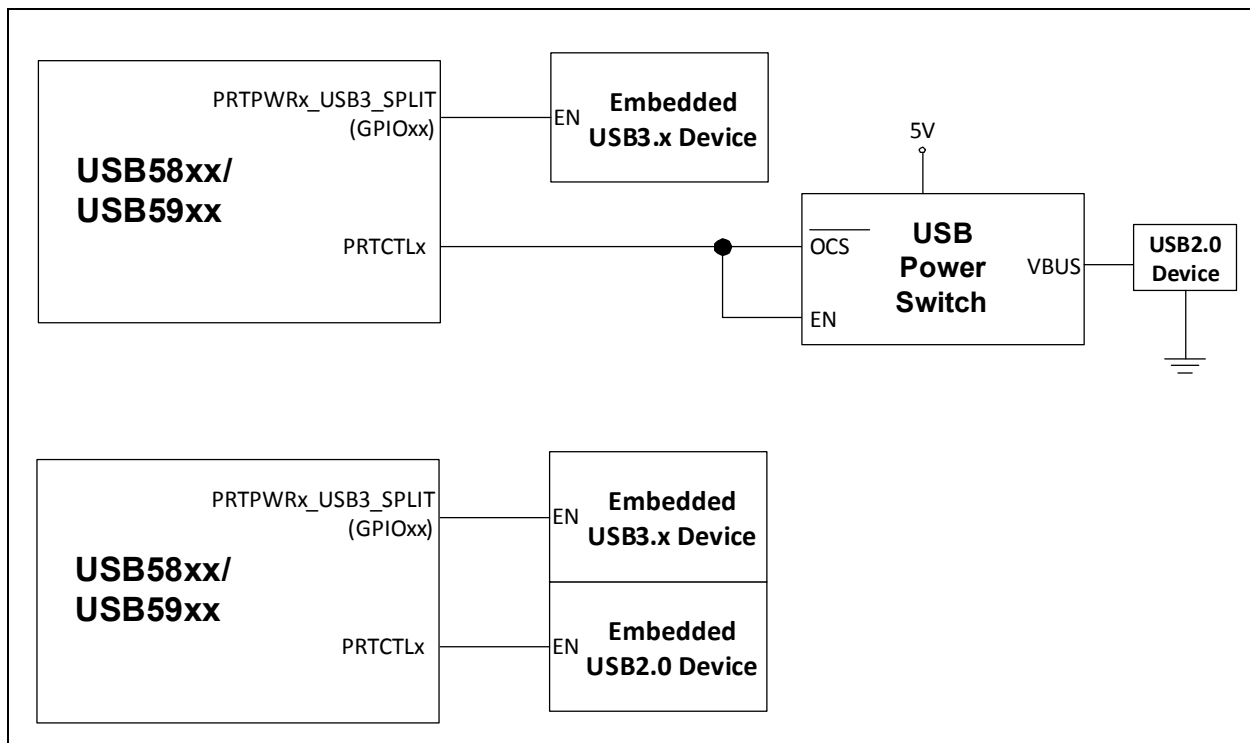 PRTPWRx_USB3_SPLIT
(GPIOxx)
USB58xx/
USB59xx
PRTCTLx
EN
Embedded
USB3.x Device
5V
OCS
EN
USB
Power
Switch
VBUS
USB2.0
Device
PRTPWRx_USB3_SPLIT
(GPIOxx)
USB58xx/
USB59xx
PRTCTLx
EN
Embedded
USB3.x Device
EN
Embedded
USB2.0 Device